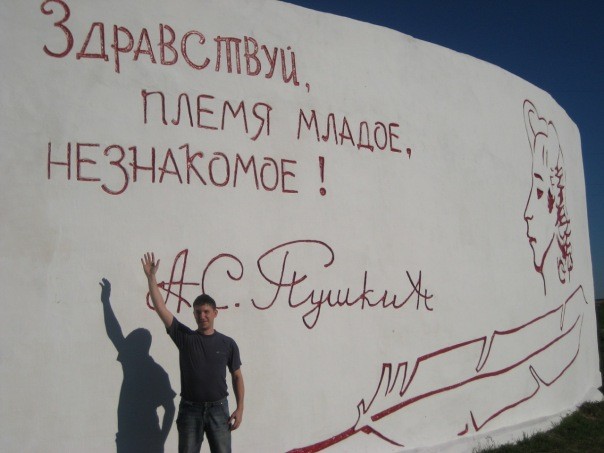 Здравствуй,
племя младое,
незнакомое!
А.С. Пушкин